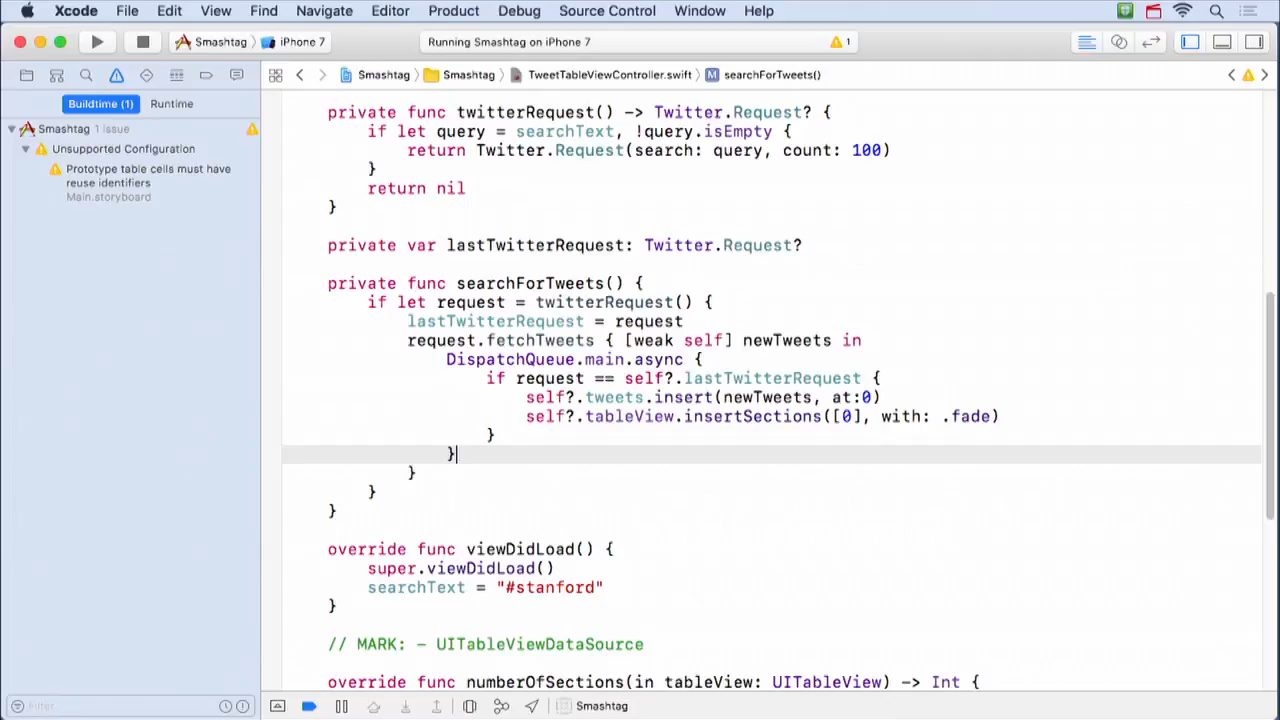 Xcode File Edit View Find Navigate Editor Product Debug Source Control Window Help
Smashtag iPhone 7 Running Smashtag on iPhone 7 1
Smashtag Smashtag TweetTableViewController.swift M searchForTweets()
Buildtime (1) Runtime
Smashtag 1 issue
Unsupported Configuration
Prototype table cells must have
reuse identifiers
Main.storyboard
private func twitterRequest() -> Twitter.Request? {
if let query = searchText, !query.isEmpty {
return Twitter.Request(search: query, count: 100)
}
return nil
}
private var lastTwitterRequest: Twitter.Request?
private func searchForTweets() {
if let request = twitterRequest() {
lastTwitterRequest = request
request.fetchTweets { [weak self] newTweets in
DispatchQueue.main.async {
if request == self?.lastTwitterRequest {
self?.tweets.insert(newTweets, at:0)
self?.tableView.insertSections([0], with: .fade)
}
}
}
}
}
override func viewDidLoad() {
super.viewDidLoad()
searchText = "#stanford"
}
// MARK: - UITableViewDataSource
override func numberOfSections(in tableView: UITableView) -> Int {
Filter
Smashtag